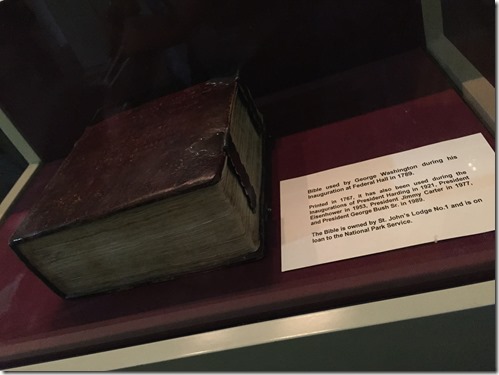 Bible used by George Washington during his
inauguration at Federal Hall in 1789.
Printed in 1767, it has also been used during the
inaugurations of President Harding in 1921, President
Eisenhower in 1953, President Jimmy Carter in 1977,
and President George Bush Sr. in 1989.
The Bible is owned by St. John's Lodge No.1 and is on
loan to the National Park Service.